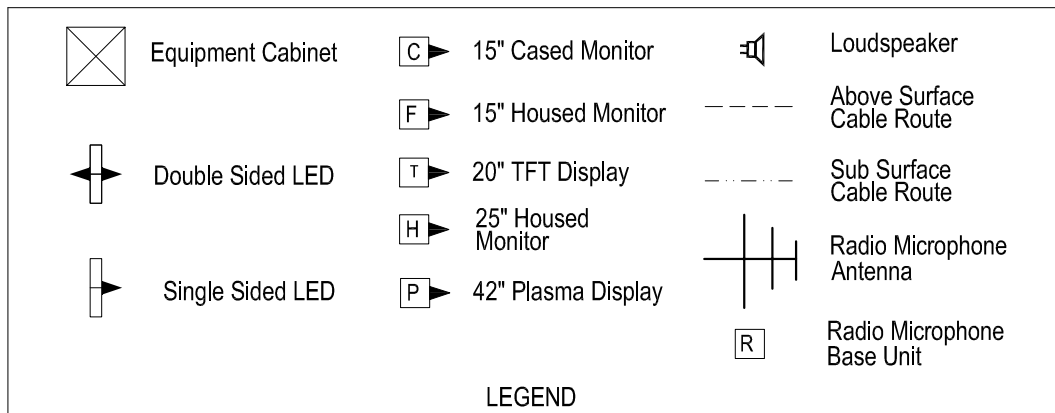 Equipment Cabinet
Double Sided LED
Single Sided LED
C
15" Cased Monitor
F
15" Housed Monitor
T
20" TFT Display
H
25" Housed
Monitor
P
42" Plasma Display
Loudspeaker
Above Surface
Cable Route
Sub Surface
Cable Route
Radio Microphone
Antenna
R
Radio Microphone
Base Unit
LEGEND